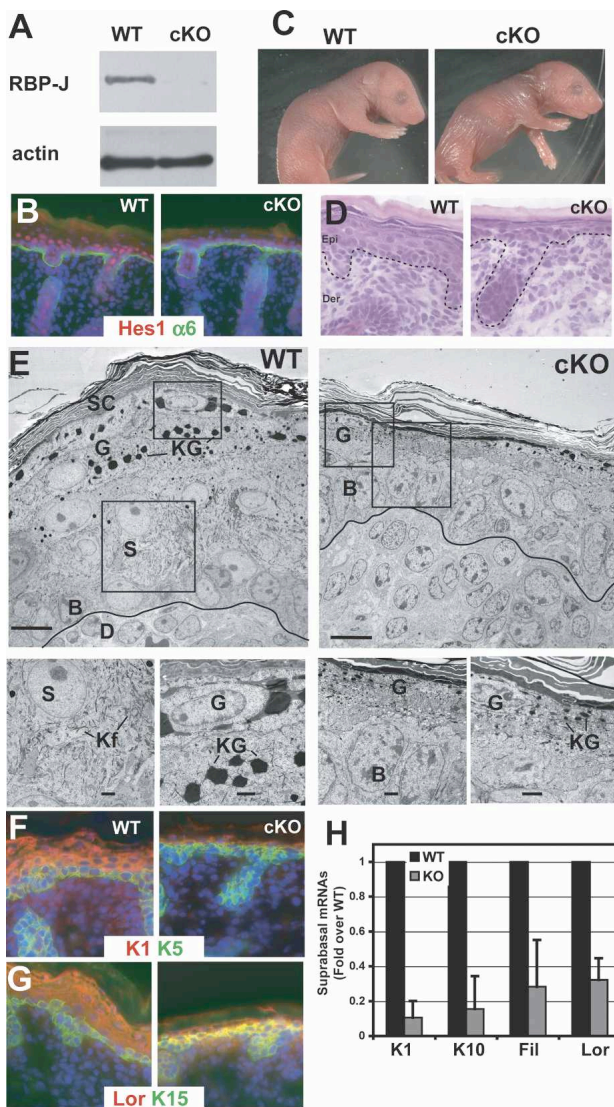 A
WT cKO
RBP-J
actin
C
WT cKO
B
WT cKO
Hes1 α6
D
WT cKO
Epi
Der
E
WT cKO
SC
G
KG
S
B
D
G
B
S
Kf
G
KG
G
B
G
KG
F
WT cKO
K1 K5
G
Lor K15
H
WT
KO
Suprabasal mRNAs
(Fold over WT)
1
0.8
0.6
0.4
0.2
0
K1 K10 Fil Lor